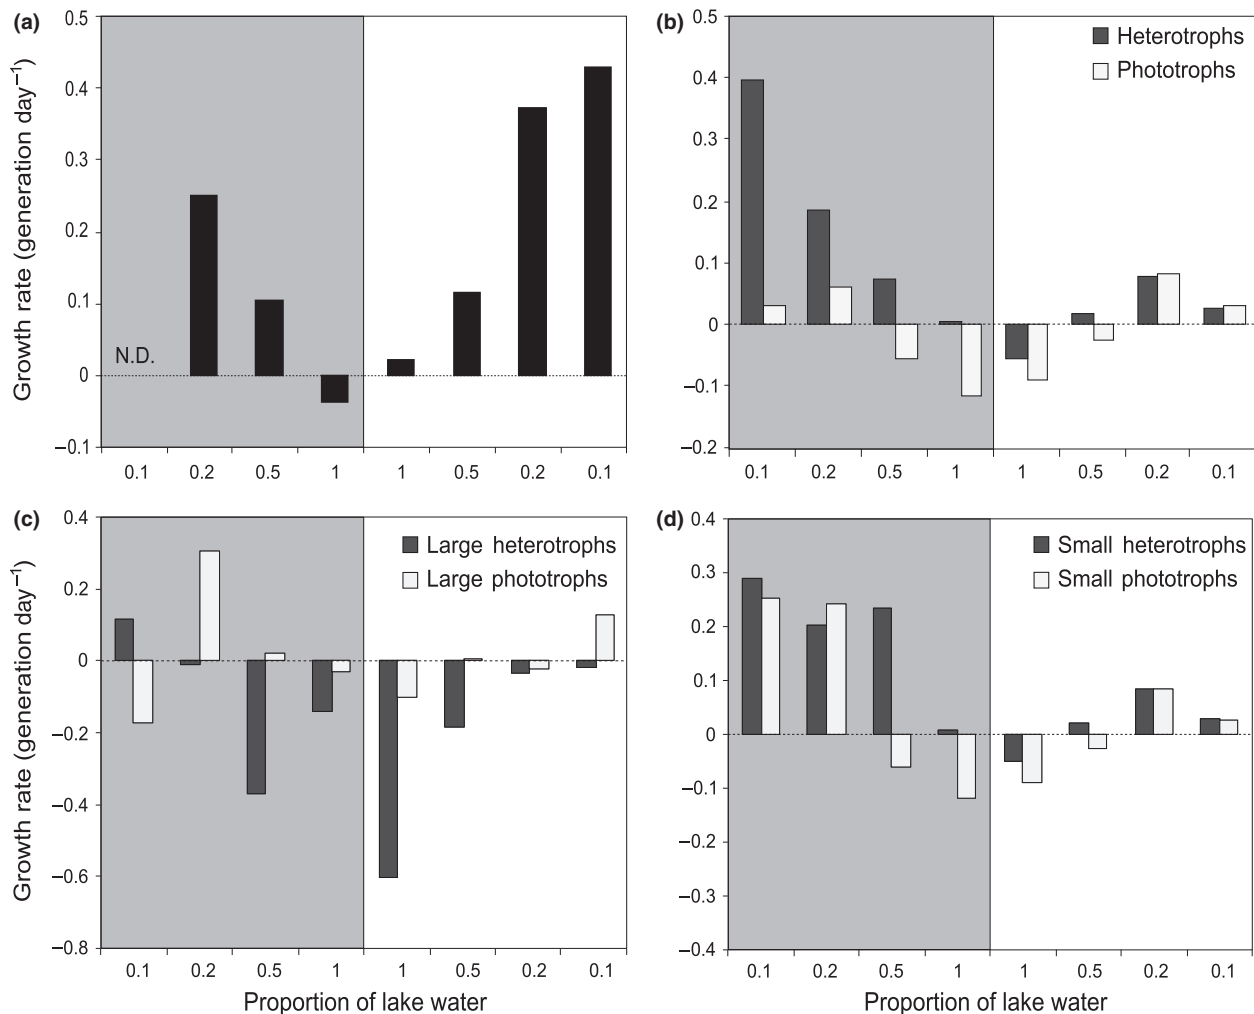 (a)
Growth rate (generation day⁻¹)
0.5
0.4
0.3
0.2
0.1
0
–0.1
N.D.
0.1 0.2 0.5 1 1 0.5 0.2 0.1
(b)
0.5
0.4
0.3
0.2
0.1
0
–0.1
–0.2
Heterotrophs
Phototrophs
0.1 0.2 0.5 1 1 0.5 0.2 0.1
(c)
Growth rate (generation day⁻¹)
0.4
0.2
0
–0.2
–0.4
–0.6
–0.8
Large heterotrophs
Large phototrophs
0.1 0.2 0.5 1 1 0.5 0.2 0.1
Proportion of lake water
(d)
0.4
0.3
0.2
0.1
0
–0.1
–0.2
–0.3
–0.4
Small heterotrophs
Small phototrophs
0.1 0.2 0.5 1 1 0.5 0.2 0.1
Proportion of lake water